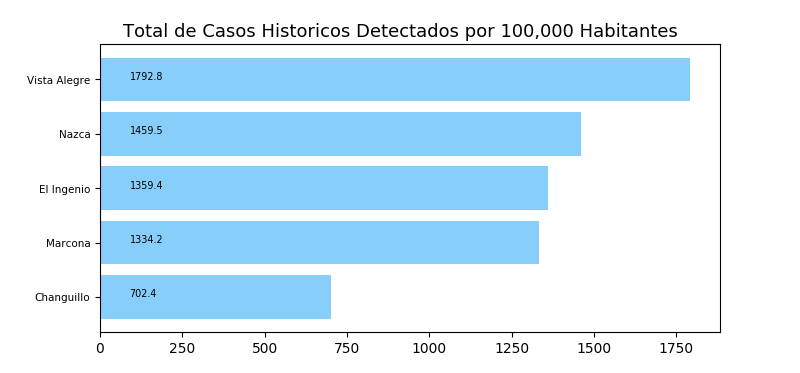 Total de Casos Historicos Detectados por 100,000 Habitantes
Vista Alegre 1792.8
Nazca 1459.5
El Ingenio 1359.4
Marcona 1334.2
Changuillo 702.4
0 250 500 750 1000 1250 1500 1750